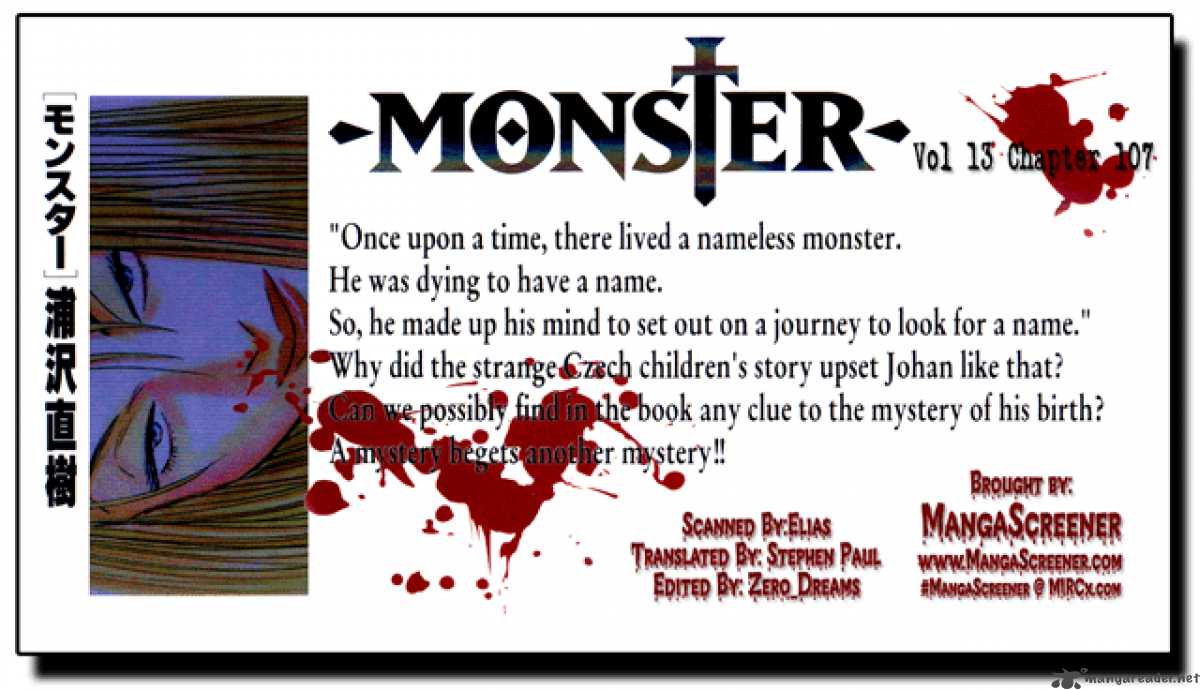 [モンスター]浦沢直樹
-MONSTER-
Vol 13 Chapter 107
"Once upon a time, there lived a nameless monster.
He was dying to have a name.
So, he made up his mind to set out on a journey to look for a name."
Why did the strange Czech children's story upset Johan like that?
Can we possibly find in the book any clue to the mystery of his birth?
A mystery begets another mystery!!
Scanned By:Elias
Translated By: Stephen Paul
Edited By: Zero_Dreams
Brought by:
MangaScreener
www.MangaScreener.com
#MangaScreener @ MIRCx.com
mangareader.net